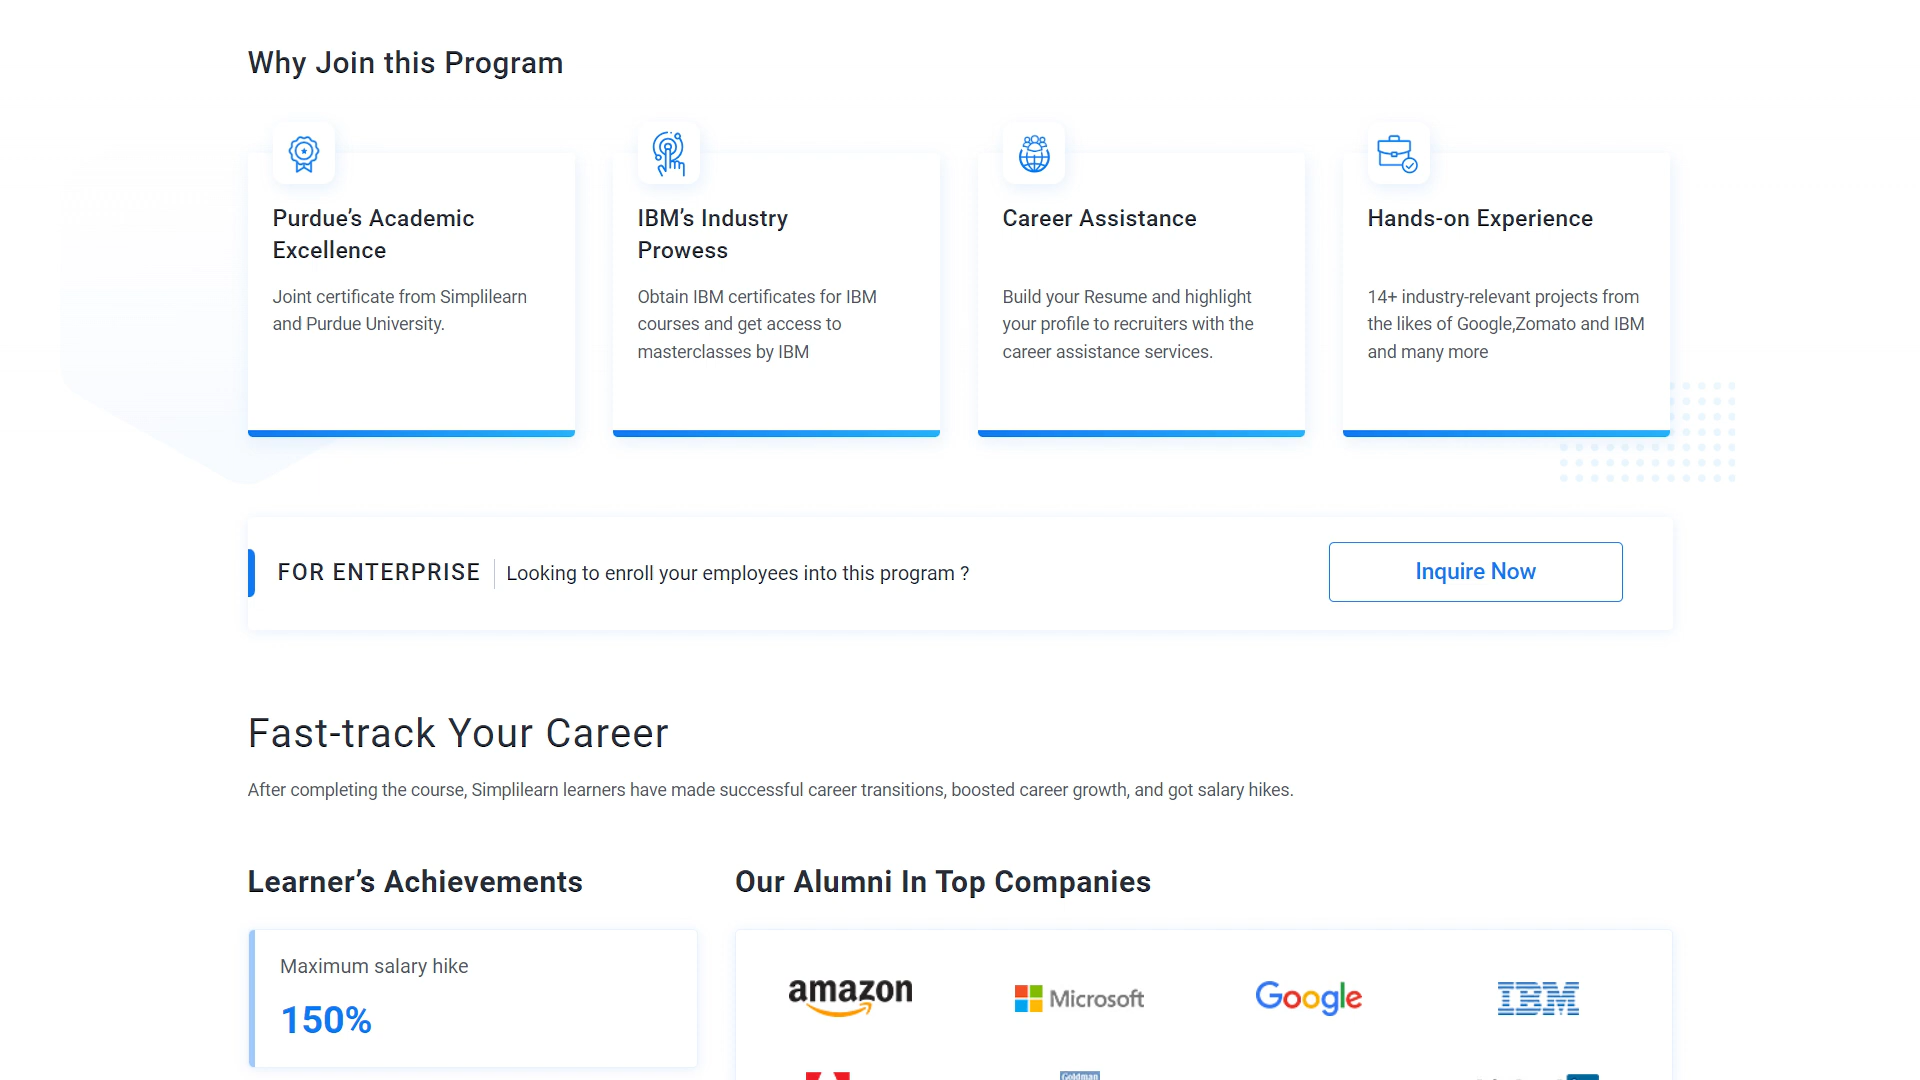 Why Join this Program
Purdue’s Academic
Excellence
Joint certificate from Simplilearn
and Purdue University.
IBM’s Industry
Prowess
Obtain IBM certificates for IBM
courses and get access to
masterclasses by IBM
Career Assistance
Build your Resume and highlight
your profile to recruiters with the
career assistance services.
Hands-on Experience
14+ industry-relevant projects from
the likes of Google,Zomato and IBM
and many more
FOR ENTERPRISE
Looking to enroll your employees into this program ?
Inquire Now
Fast-track Your Career
After completing the course, Simplilearn learners have made successful career transitions, boosted career growth, and got salary hikes.
Learner’s Achievements
Maximum salary hike
150%
Our Alumni In Top Companies
amazon
Microsoft
Google
IBM
Goldman